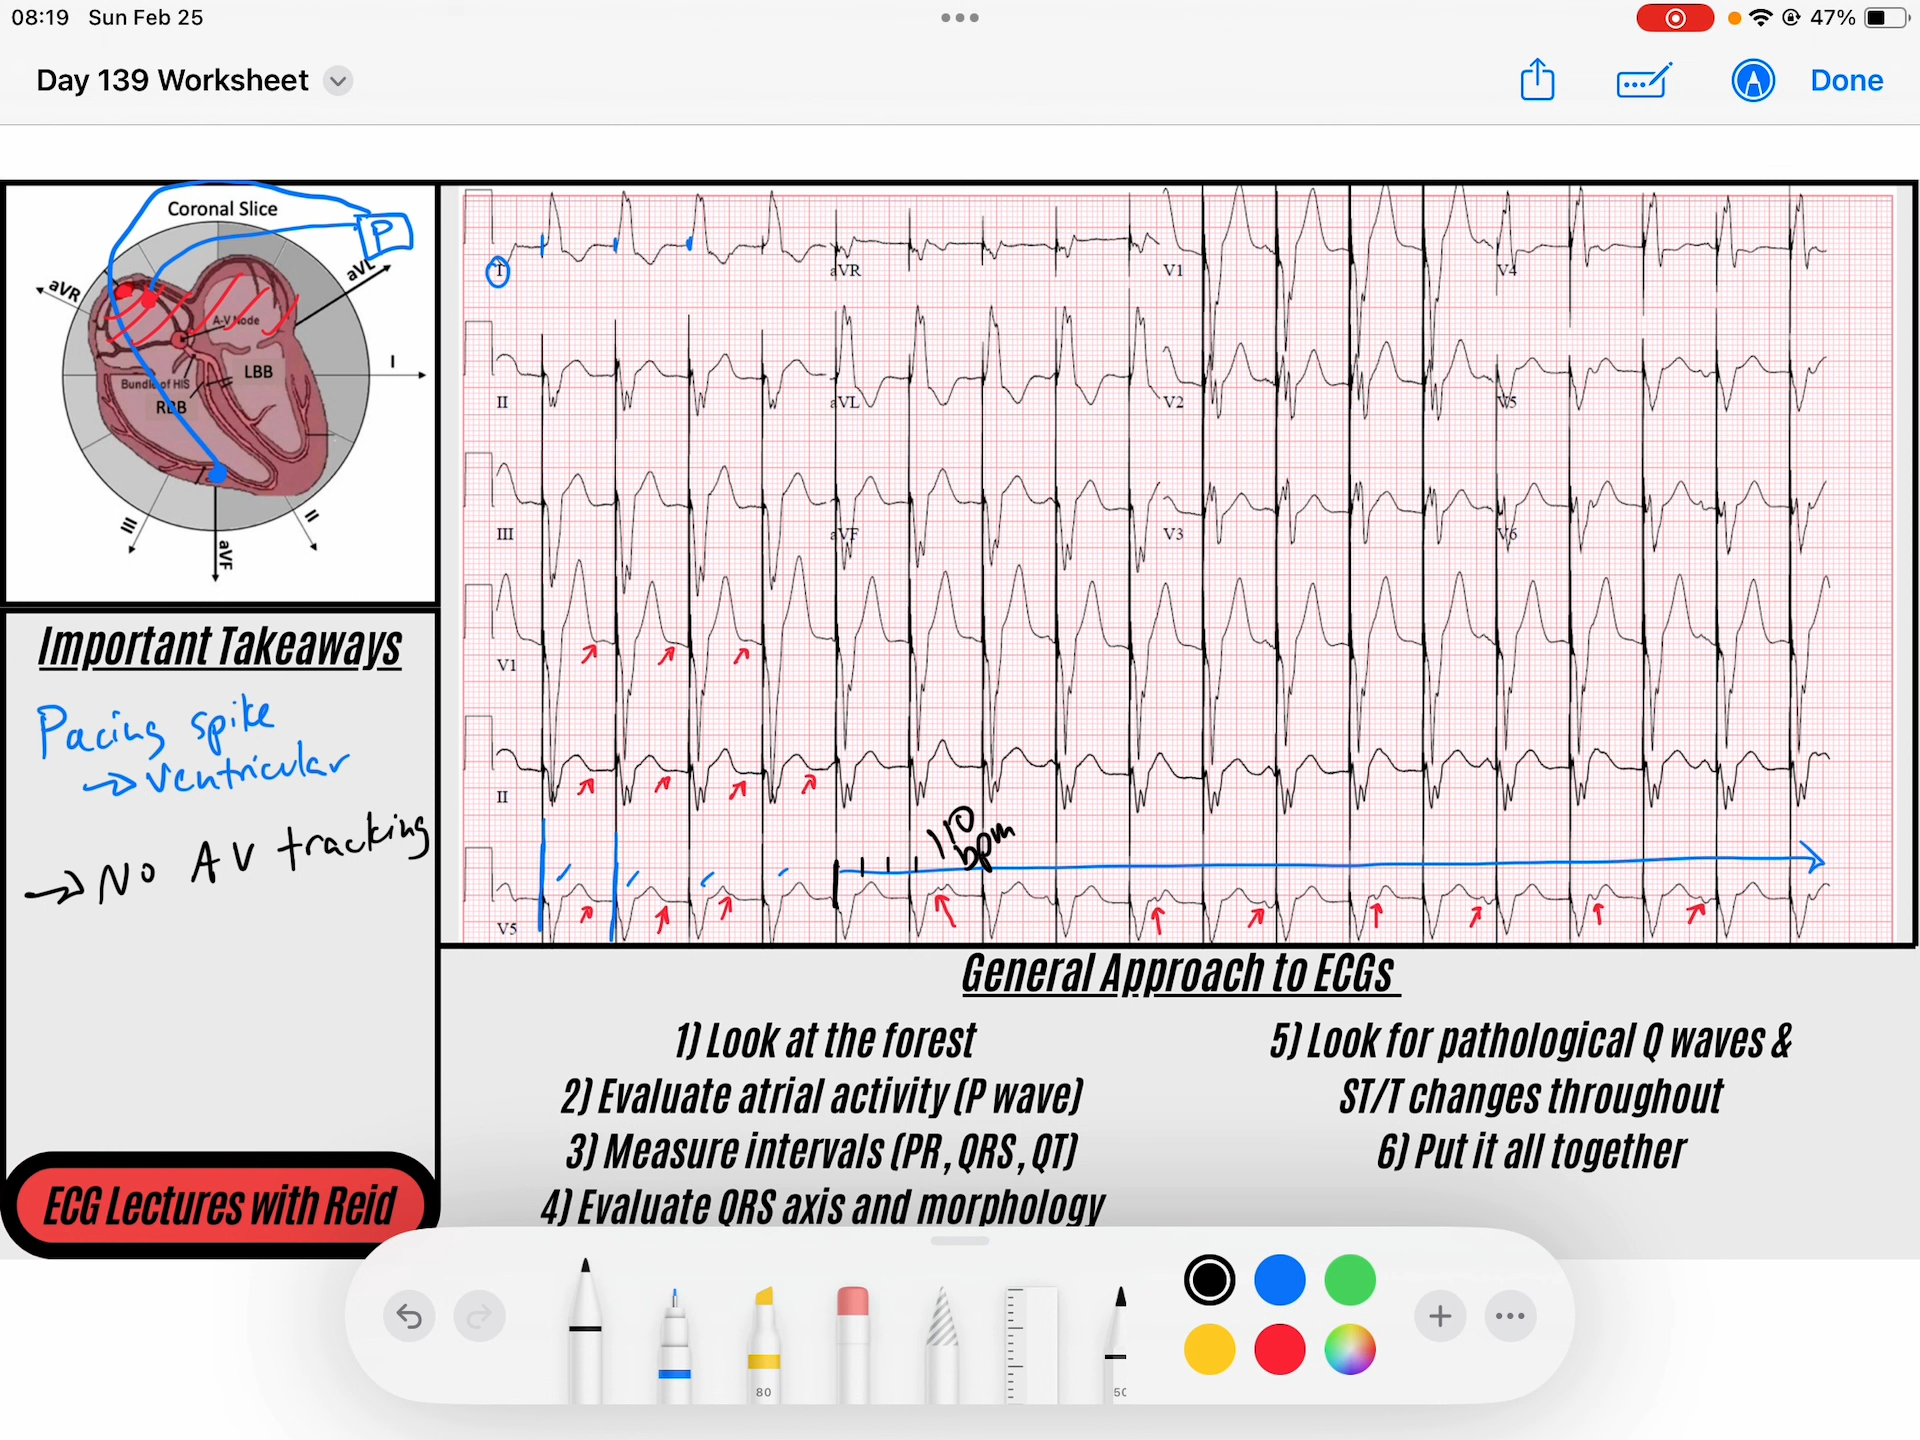 08:19 Sun Feb 25
47%
Day 139 Worksheet
Done
Coronal Slice
P
aVL
aVR
A-V Node
I
LBB
Bundle of HIS
RBB
III
II
aVF
I
aVR
V1
V4
II
aVL
V2
V5
III
aVF
V3
V6
V1
II
V5
110
bpm
Important Takeaways
Pacing spike
→ ventricular
→ No AV tracking
ECG Lectures with Reid
General Approach to ECGs
1) Look at the forest
2) Evaluate atrial activity (P wave)
3) Measure intervals (PR, QRS, QT)
4) Evaluate QRS axis and morphology
5) Look for pathological Q waves &
ST/T changes throughout
6) Put it all together
80
50